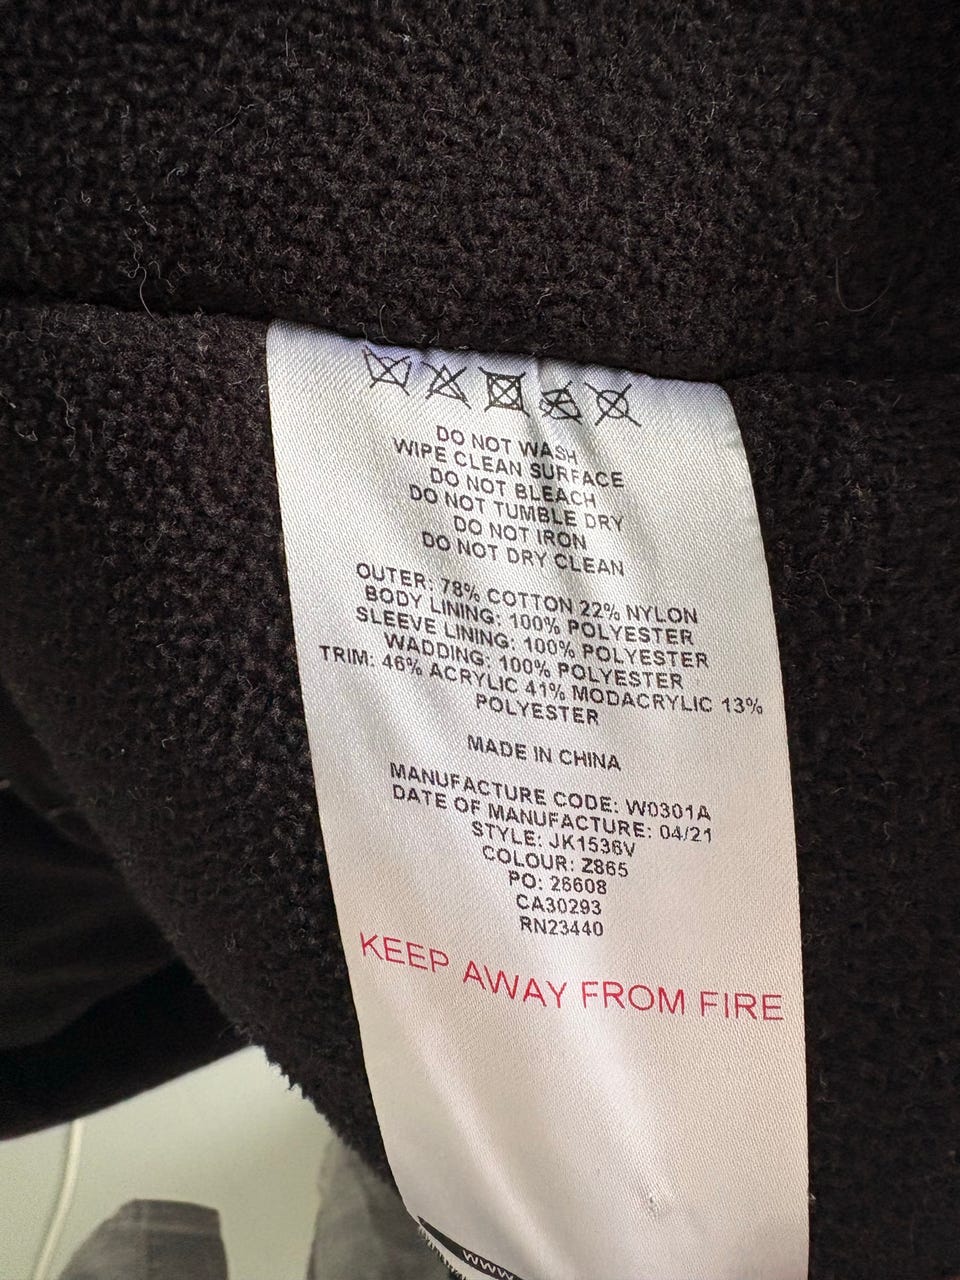 DO NOT WASH
WIPE CLEAN SURFACE
DO NOT BLEACH
DO NOT TUMBLE DRY
DO NOT IRON
DO NOT DRY CLEAN
OUTER: 78% COTTON 22% NYLON
BODY LINING: 100% POLYESTER
SLEEVE LINING: 100% POLYESTER
WADDING: 100% POLYESTER
TRIM: 46% ACRYLIC 41% MODACRYLIC 13%
POLYESTER
MADE IN CHINA
MANUFACTURE CODE: W0301A
DATE OF MANUFACTURE: 04/21
STYLE: JK1536V
COLOUR: Z865
PO: 26608
CA30293
RN23440
KEEP AWAY FROM FIRE
www.